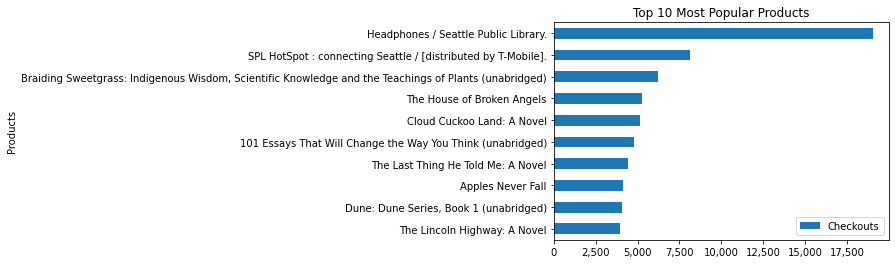 Top 10 Most Popular Products
Products
Headphones / Seattle Public Library.
SPL HotSpot : connecting Seattle / [distributed by T-Mobile].
Braiding Sweetgrass: Indigenous Wisdom, Scientific Knowledge and the Teachings of Plants (unabridged)
The House of Broken Angels
Cloud Cuckoo Land: A Novel
101 Essays That Will Change the Way You Think (unabridged)
The Last Thing He Told Me: A Novel
Apples Never Fall
Dune: Dune Series, Book 1 (unabridged)
The Lincoln Highway: A Novel
Checkouts
0 2,500 5,000 7,500 10,000 12,500 15,000 17,500